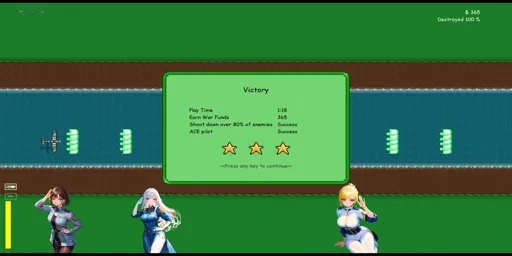 $ 365
Destroyed 100 %
Victory
Play Time 1:18
Earn War Funds 365
Shoot down over 80% of enemies Success
ACE pilot Success
--Press any key to continue--